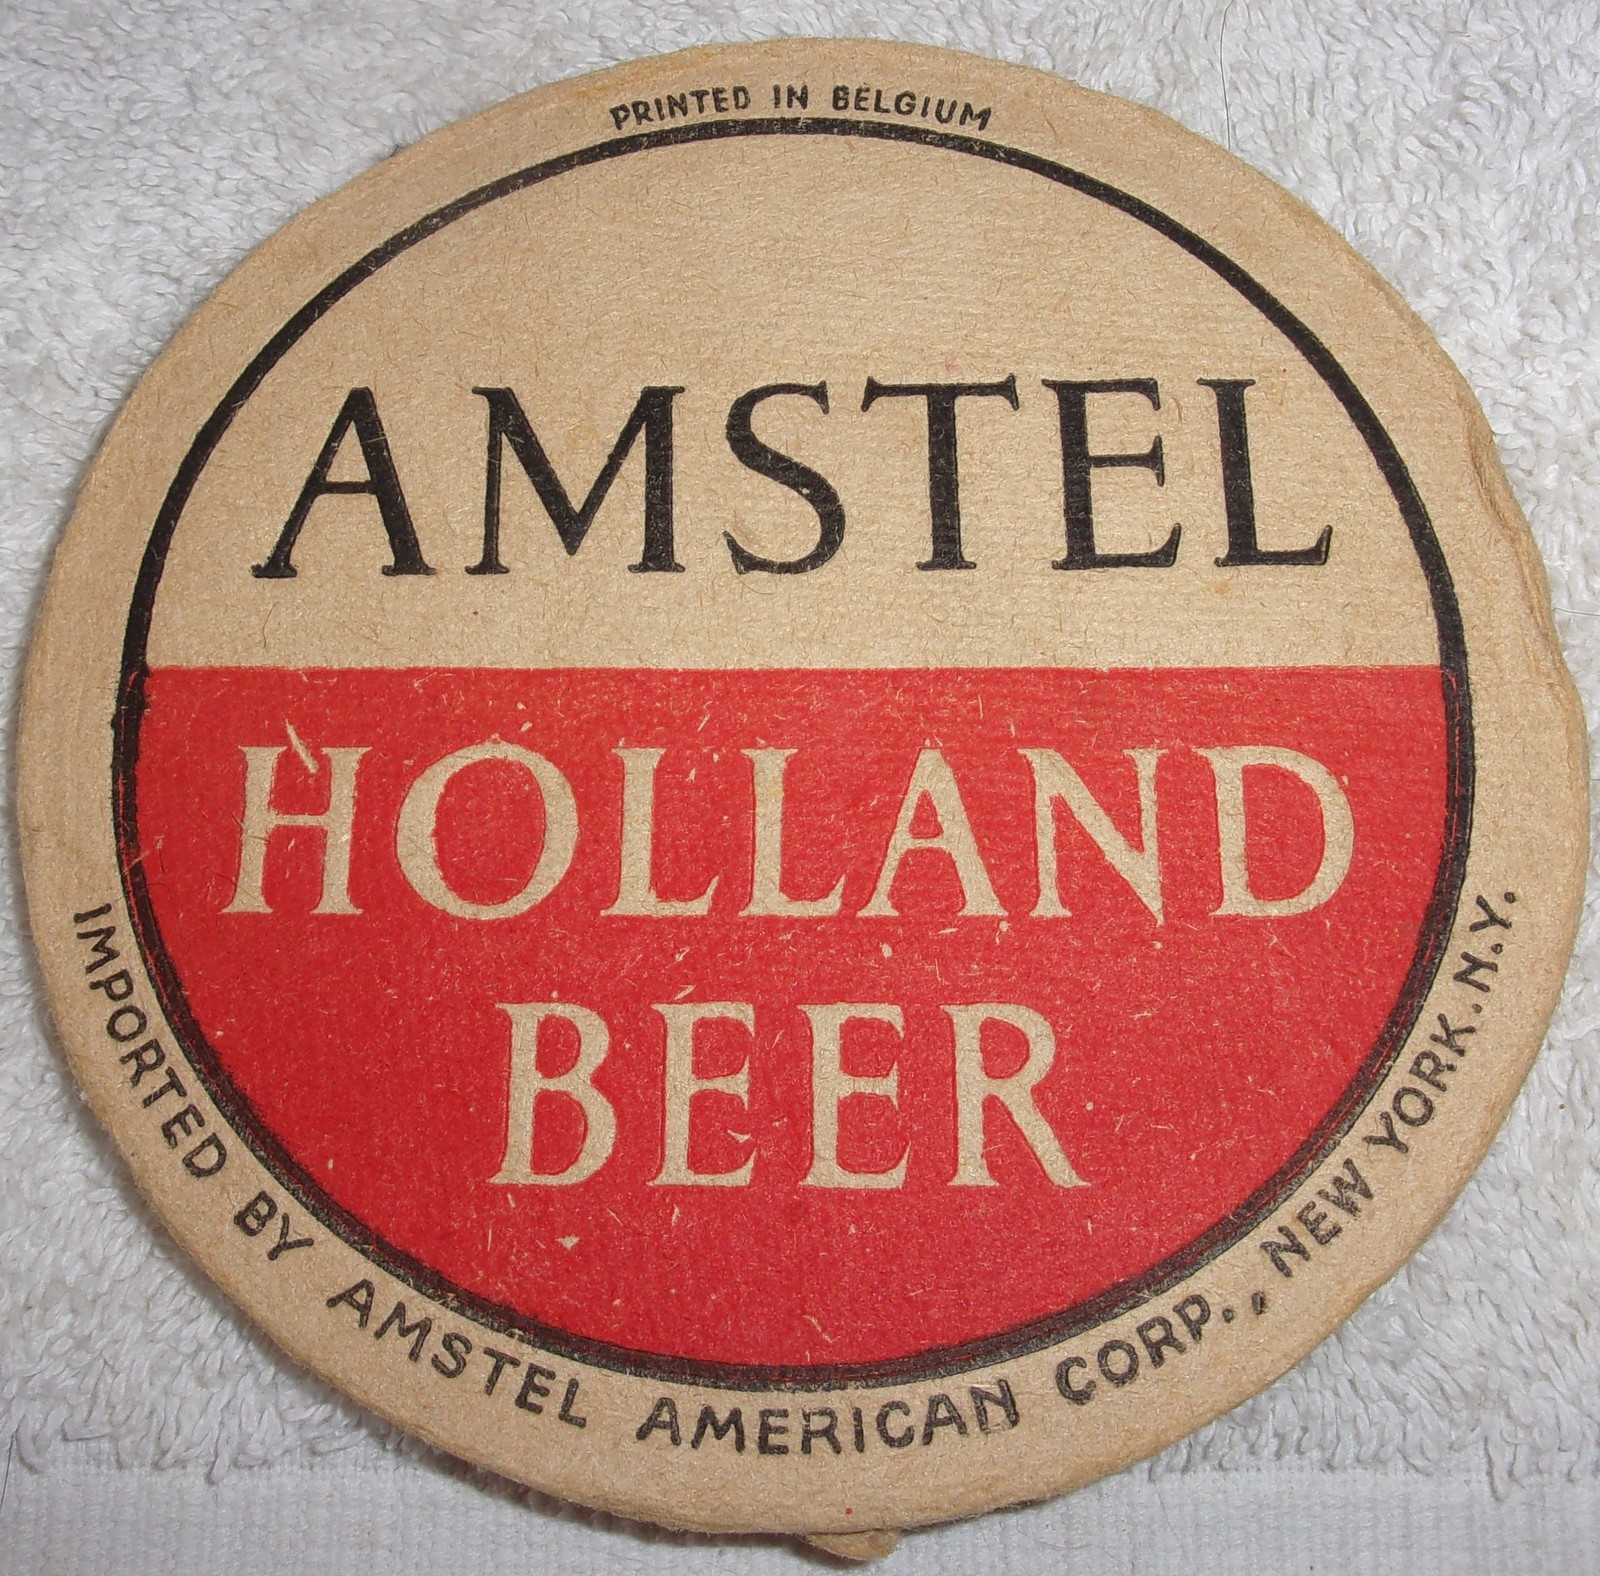 PRINTED IN BELGIUM
AMSTEL
HOLLAND
BEER
IMPORTED BY AMSTEL AMERICAN CORP., NEW YORK. N.Y.